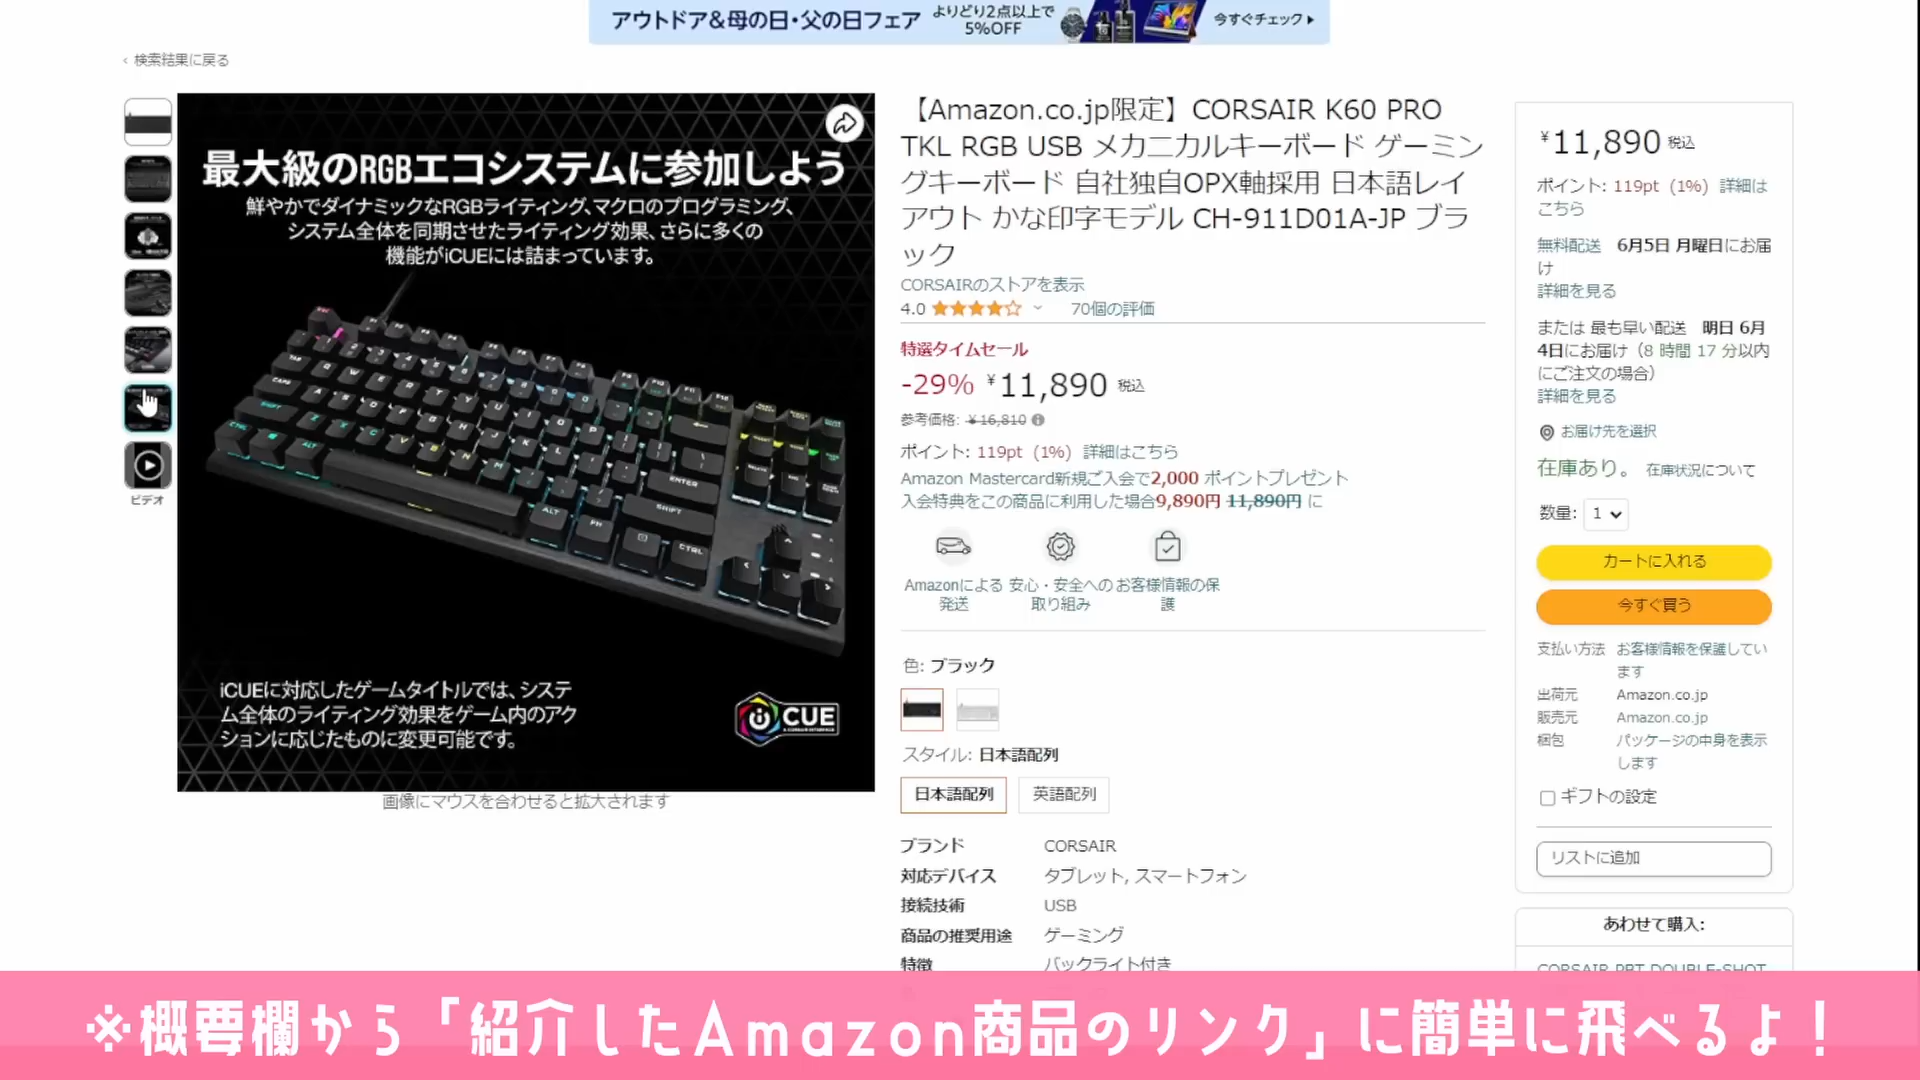 アウトドア&母の日・父の日フェア
よりどり2点以上で
5%OFF
今すぐチェック
‹ 検索結果に戻る
最大級のRGBエコシステムに参加しよう
鮮やかでダイナミックなRGBライティング、マクロのプログラミング、
システム全体を同期させたライティング効果、さらに多くの
機能がiCUEには詰まっています。
iCUEに対応したゲームタイトルでは、システ
ム全体のライティング効果をゲーム内のアク
ションに応じたものに変更可能です。
CUE
ビデオ
画像にマウスを合わせると拡大されます
【Amazon.co.jp限定】CORSAIR K60 PRO
TKL RGB USB メカニカルキーボード ゲーミン
グキーボード 自社独自OPX軸採用 日本語レイ
アウト かな印字モデル CH-911D01A-JP ブラ
ック
CORSAIRのストアを表示
4.0 70個の評価
特選タイムセール
-29% ¥11,890 税込
参考価格: ¥16,810
ポイント: 119pt (1%) 詳細はこちら
Amazon Mastercard新規ご入会で2,000 ポイントプレゼント
入会特典をこの商品に利用した場合9,890円 11,890円 に
Amazonによる
発送
安心・安全への
取り組み
お客様情報の保
護
色: ブラック
スタイル: 日本語配列
日本語配列 英語配列
ブランド CORSAIR
対応デバイス タブレット, スマートフォン
接続技術 USB
商品の推奨用途 ゲーミング
特徴 バックライト付き
¥11,890 税込
ポイント: 119pt (1%) 詳細は
こちら
無料配送 6月5日 月曜日にお届
け
詳細を見る
または 最も早い配送 明日 6月
4日にお届け（8 時間 17 分以内
にご注文の場合）
詳細を見る
お届け先を選択
在庫あり。 在庫状況について
数量: 1
カートに入れる
今すぐ買う
支払い方法 お客様情報を保護してい
ます
出荷元 Amazon.co.jp
販売元 Amazon.co.jp
梱包 パッケージの中身を表示
します
ギフトの設定
リストに追加
あわせて購入:
CORSAIR PBT DOUBLE-SHOT
※概要欄から「紹介したAmazon商品のリンク」に簡単に飛べるよ！